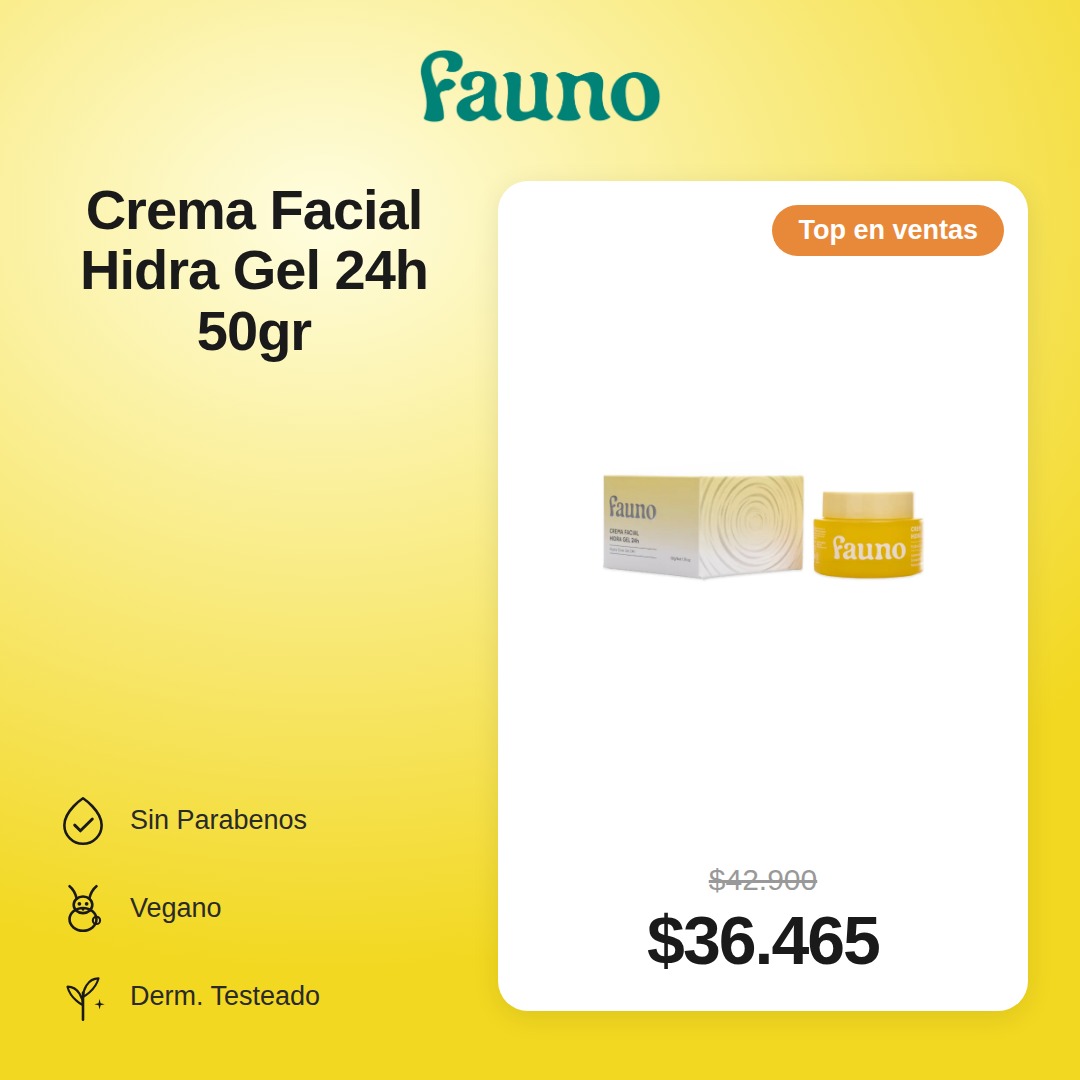 fauno
Crema Facial
Hidra Gel 24h
50gr
Top en ventas
fauno
CREMA FACIAL
HIDRA GEL 24h
fauno
Sin Parabenos
Vegano
Derm. Testeado
$42.900
$36.465